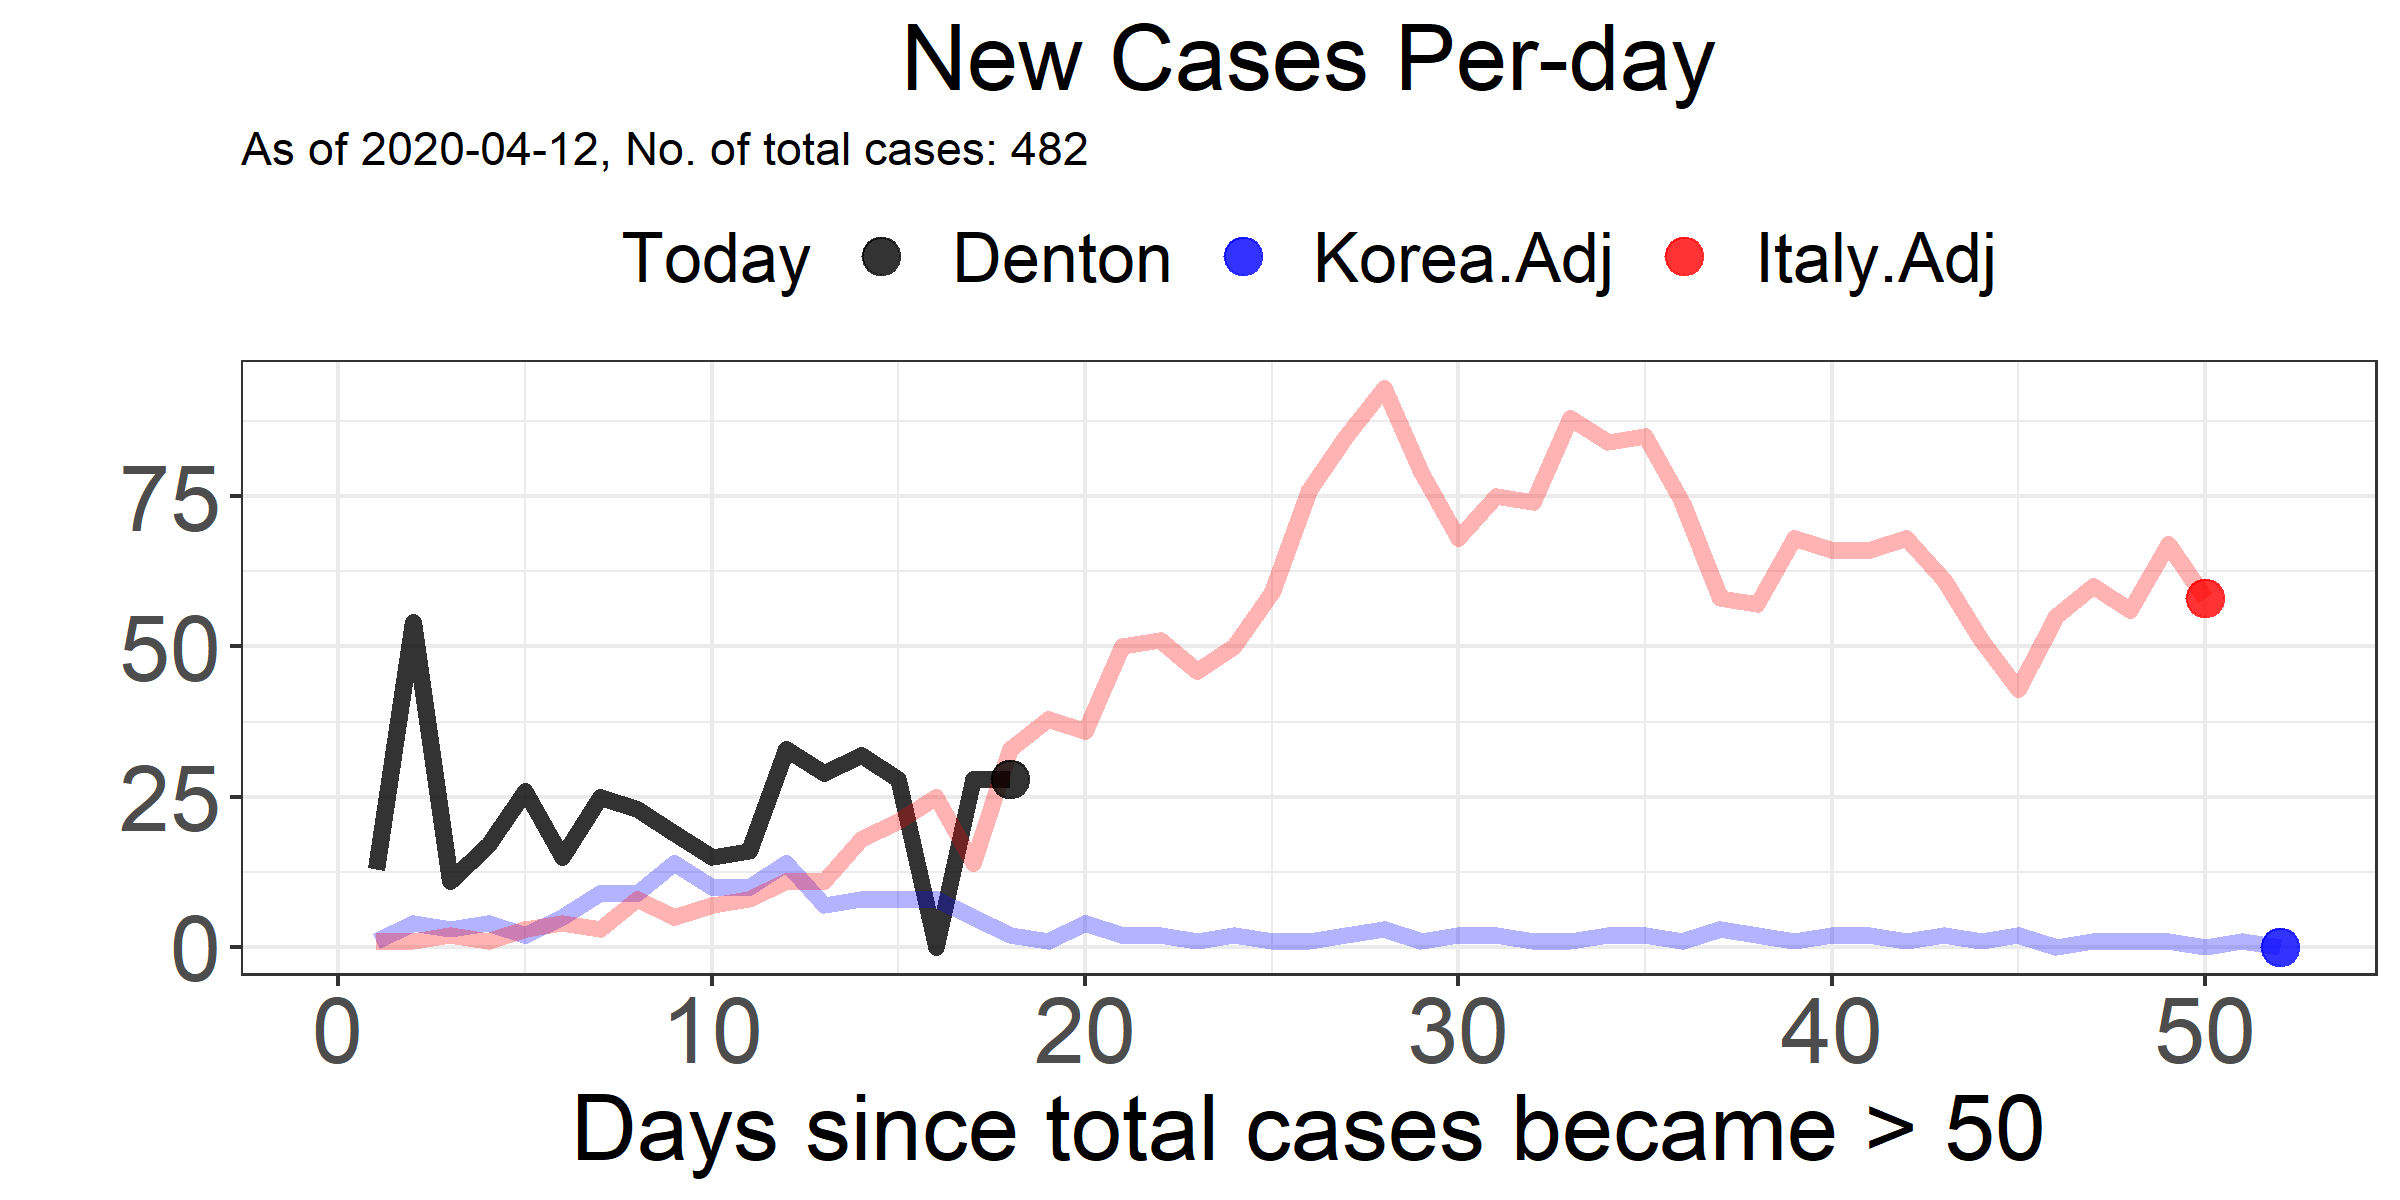 New Cases Per-day
As of 2020-04-12, No. of total cases: 482
Today Denton Korea.Adj Italy.Adj
75
50
25
0
0 10 20 30 40 50
Days since total cases became > 50